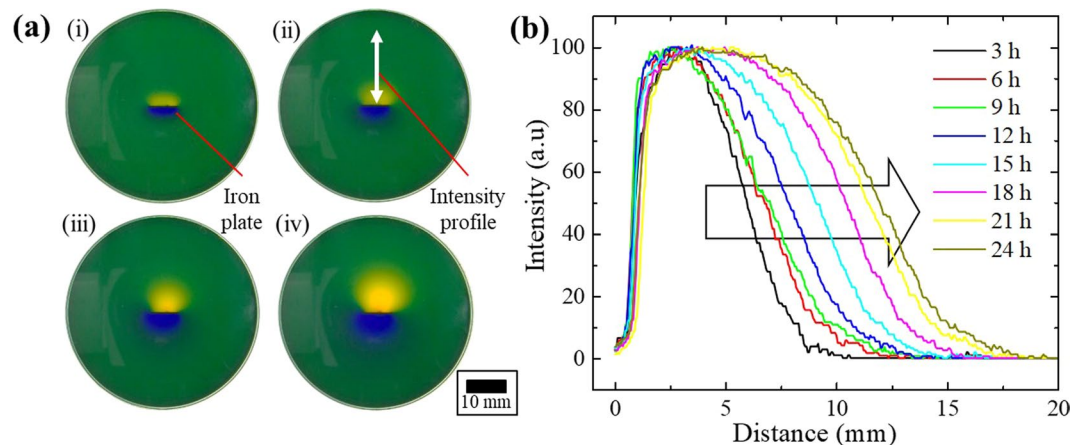 (a)
(i)
(ii)
Iron
plate
Intensity
profile
(iii)
(iv)
10 mm
(b)
Intensity (a.u)
100
80
60
40
20
0
0
5
10
15
20
Distance (mm)
3 h
6 h
9 h
12 h
15 h
18 h
21 h
24 h